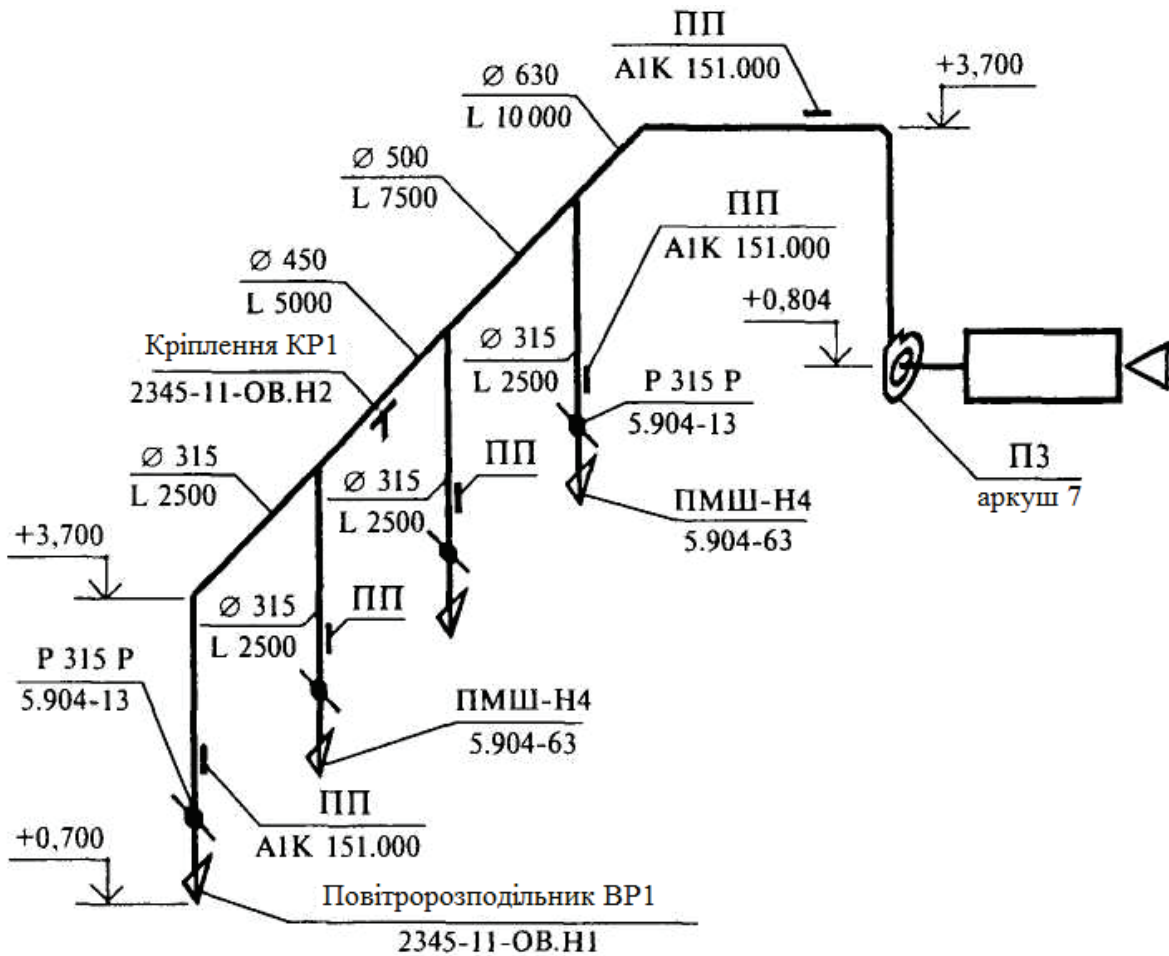 ПП
А1К 151.000
+3,700
Ø 630
L 10 000
Ø 500
L 7500
ПП
А1К 151.000
Ø 450
L 5000
+0,804
Кріплення КР1
2345-11-ОВ.Н2
Ø 315
L 2500
Р 315 Р
5.904-13
Ø 315
L 2500
Ø 315
L 2500
ПП
ПМШ-Н4
5.904-63
П3
аркуш 7
+3,700
Ø 315
L 2500
ПП
Р 315 Р
5.904-13
ПМШ-Н4
5.904-63
ПП
А1К 151.000
+0,700
Повітророзподільник ВР1
2345-11-ОВ.Н1